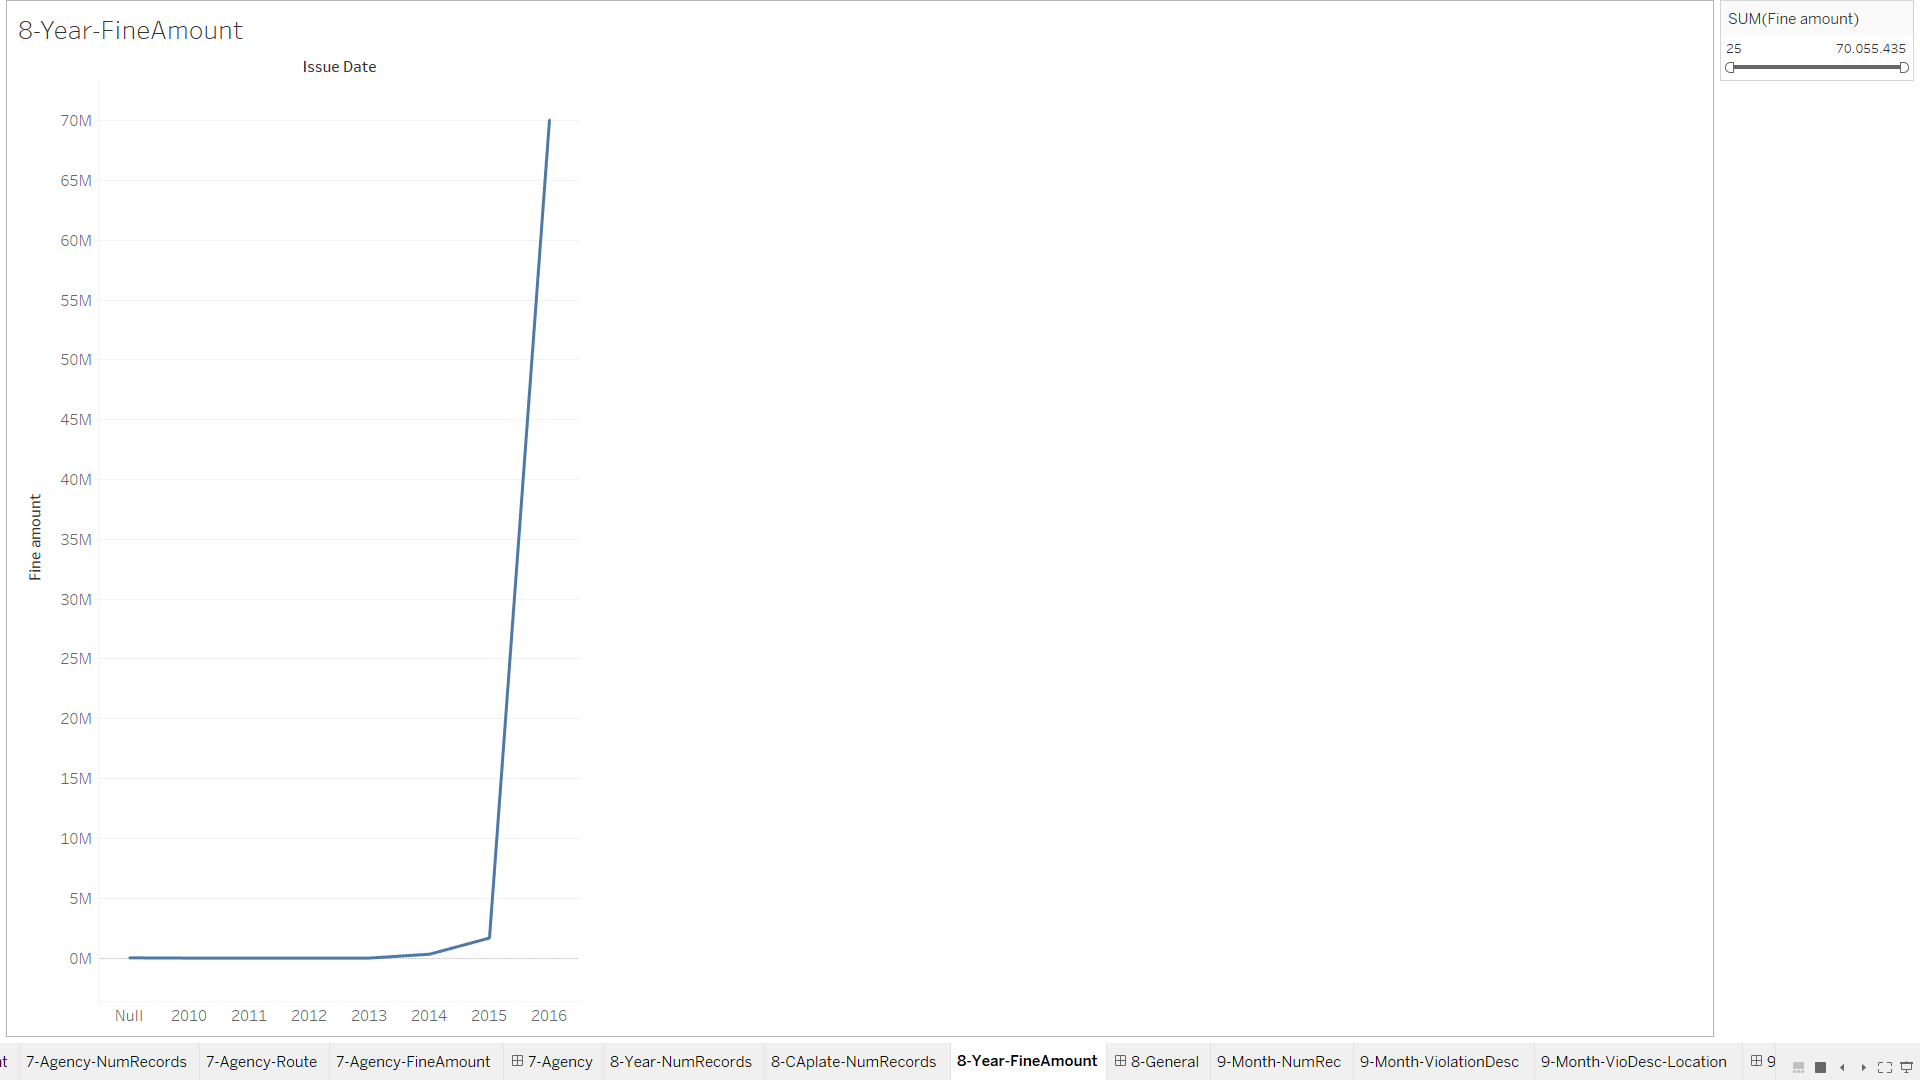 8-Year-FineAmount
Issue Date
Fine amount
70M
65M
60M
55M
50M
45M
40M
35M
30M
25M
20M
15M
10M
5M
0M
Null 2010 2011 2012 2013 2014 2015 2016
SUM(Fine amount)
25 70.055.435
nt 7-Agency-NumRecords 7-Agency-Route 7-Agency-FineAmount 7-Agency 8-Year-NumRecords 8-CAplate-NumRecords 8-Year-FineAmount 8-General 9-Month-NumRec 9-Month-ViolationDesc 9-Month-VioDesc-Location 9